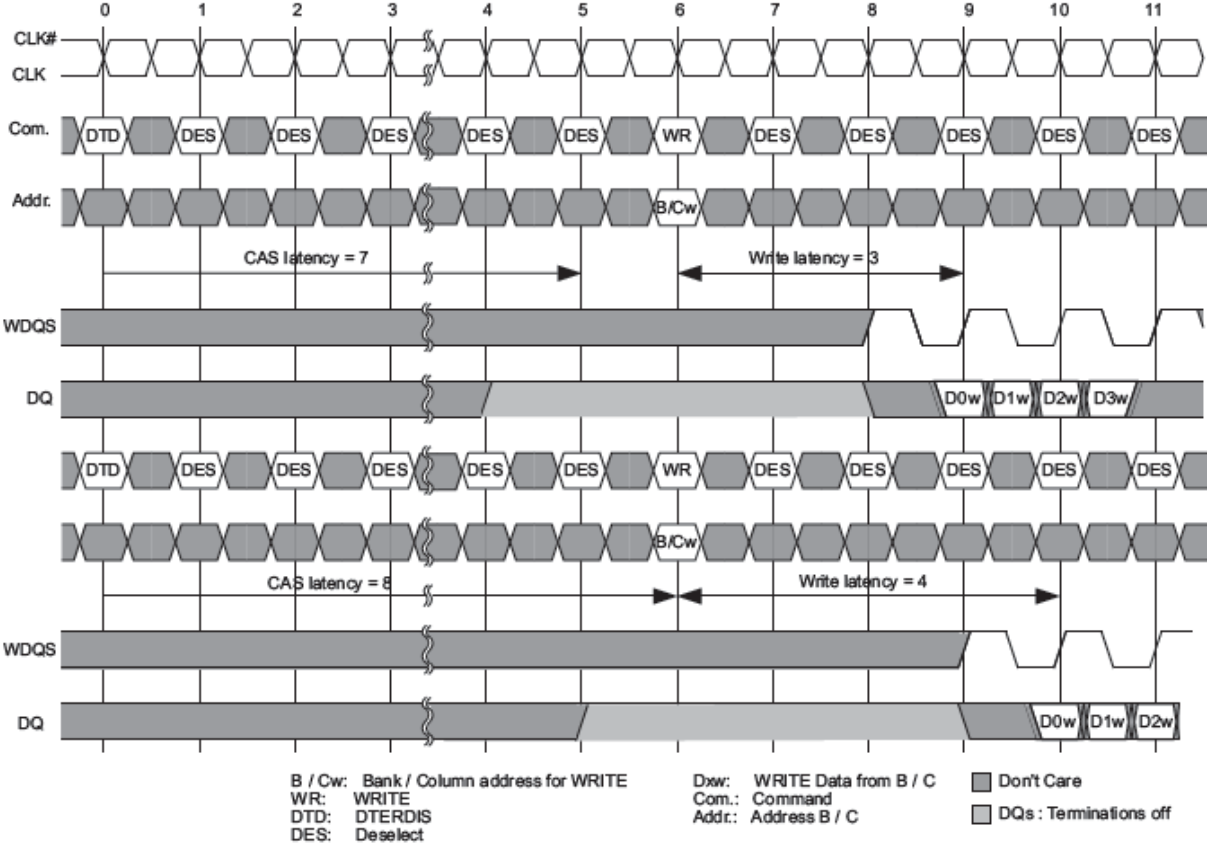 0 1 2 3 4 5 6 7 8 9 10 11
CLK#
CLK
Com. DTD DES DES DES DES DES WR DES DES DES DES DES
Addr. B/Cw
CAS latency = 7 Write latency = 3
WDQS
DQ D0w D1w D2w D3w
DTD DES DES DES DES DES WR DES DES DES DES DES
B/Cw
CAS latency = 8 Write latency = 4
WDQS
DQ D0w D1w D2w
B / Cw: Bank / Column address for WRITE Dxw: WRITE Data from B / C Don't Care
WR: WRITE Com.: Command
DTD: DTERDIS Addr.: Address B / C DQs : Terminations off
DES: Deselect